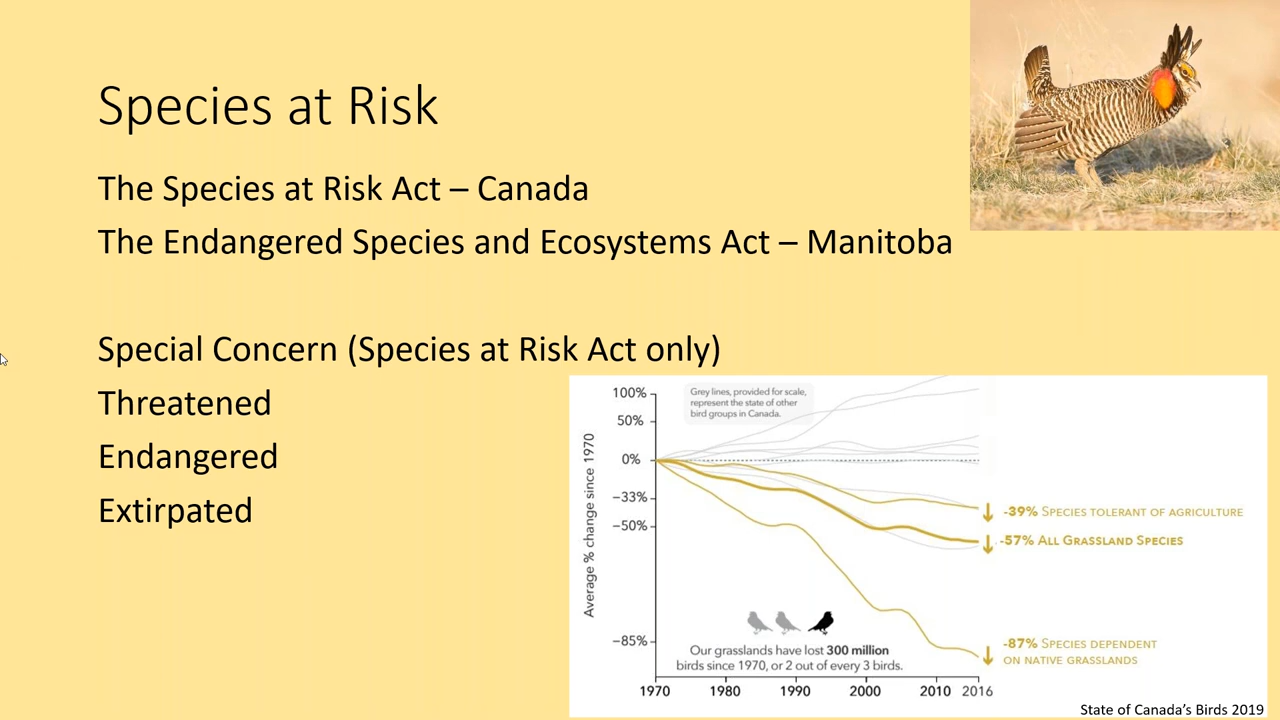 Species at Risk
The Species at Risk Act – Canada
The Endangered Species and Ecosystems Act – Manitoba
Special Concern (Species at Risk Act only)
Threatened
Endangered
Extirpated
Average % change since 1970
100%
50%
0%
−33%
−50%
−85%
Grey lines, provided for scale,
represent the state of other
bird groups in Canada.
-39% SPECIES TOLERANT OF AGRICULTURE
-57% ALL GRASSLAND SPECIES
-87% SPECIES DEPENDENT
ON NATIVE GRASSLANDS
Our grasslands have lost 300 million
birds since 1970, or 2 out of every 3 birds.
1970 1980 1990 2000 2010 2016
State of Canada's Birds 2019